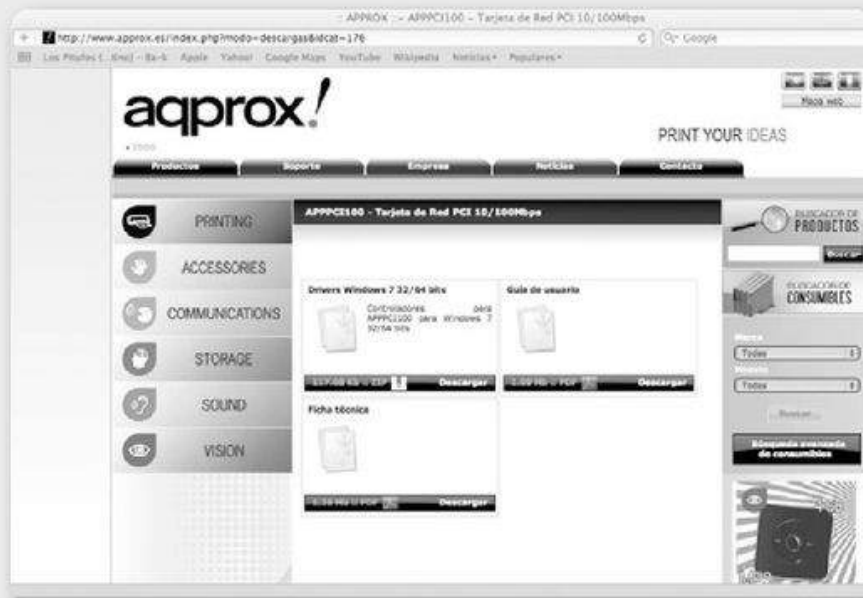 :: APPROX :: - APPPCI100 - Tarjeta de Red PCI 10/100Mbps
http://www.approx.es/index.php?modo=descargas&idcat=176
Google
Apple Yahoo! Google Maps YouTube Wikipedia Noticias Populares
aqprox!
Mapa web
PRINT YOUR IDEAS
Productos Soporte Empresa Noticias Contacto
PRINTING
ACCESSORIES
COMMUNICATIONS
STORAGE
SOUND
VISION
APPPCI100 - Tarjeta de Red PCI 10/100Mbps
Drivers Windows 7 32/64 bits
Controladores para
APPPCI100 para Windows 7
32/64 bits
ZIP Descargar
Guía de usuario
PDF Descargar
Ficha técnica
PDF Descargar
BUSCADOR DE
PRODUCTOS
Buscar
BUSCADOR DE
CONSUMIBLES
Marca
Todas
Modelo
Todas
...Buscar...
Búsqueda avanzada
de consumibles